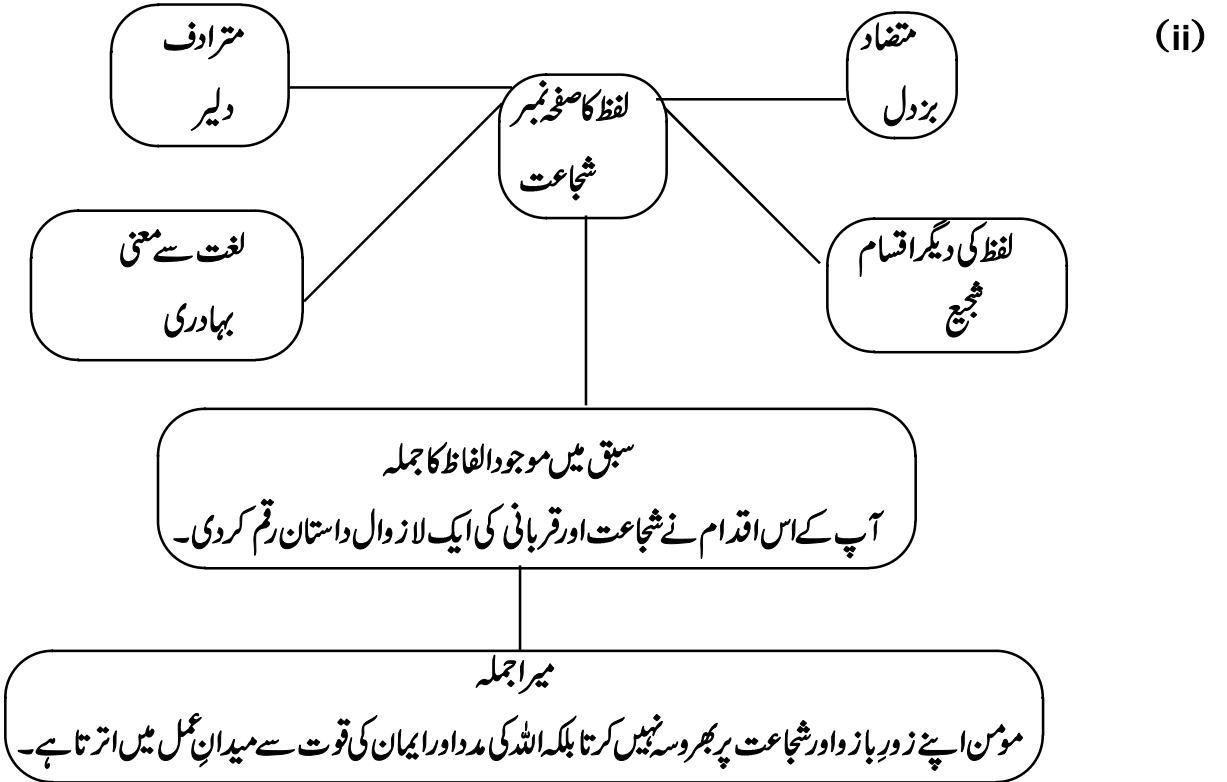 (ii)
متضاد
بزدل
لفظ کا صفحہ نمبر
شجاعت
مترادف
دلیر
لفظ کی دیگر اقسام
شجیع
لغت سے معنی
بہادری
سبق میں موجود الفاظ کا جملہ
آپ کے اس اقدام نے شجاعت اور قربانی کی ایک لازوال داستان رقم کر دی۔
میرا جملہ
مومن اپنے زورِ بازو اور شجاعت پر بھروسہ نہیں کرتا بلکہ اللہ کی مدد اور ایمان کی قوت سے میدانِ عمل میں اترتا ہے۔